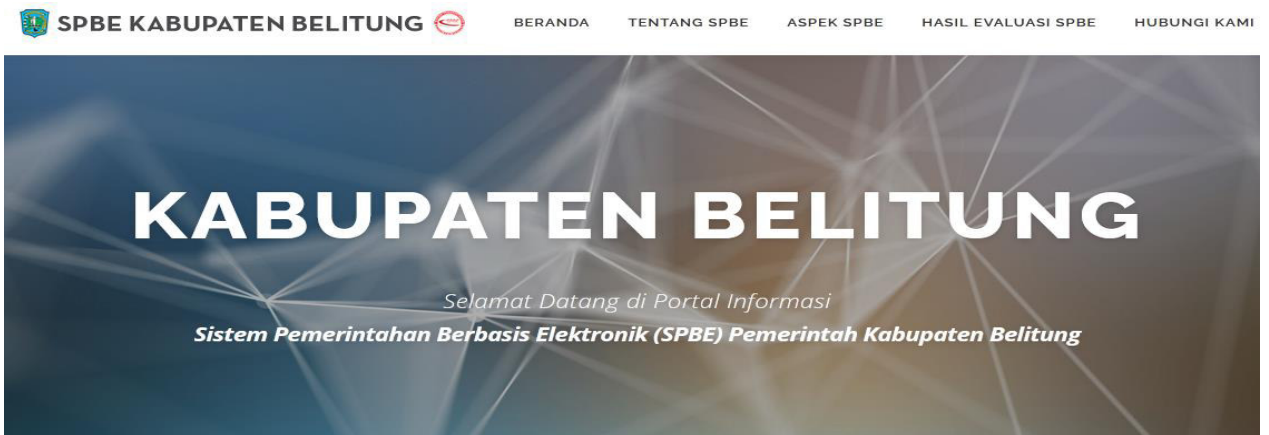 SPBE KABUPATEN BELITUNG
BERANDA TENTANG SPBE ASPEK SPBE HASIL EVALUASI SPBE HUBUNGI KAMI
KABUPATEN BELITUNG
Selamat Datang di Portal Informasi
Sistem Pemerintahan Berbasis Elektronik (SPBE) Pemerintah Kabupaten Belitung